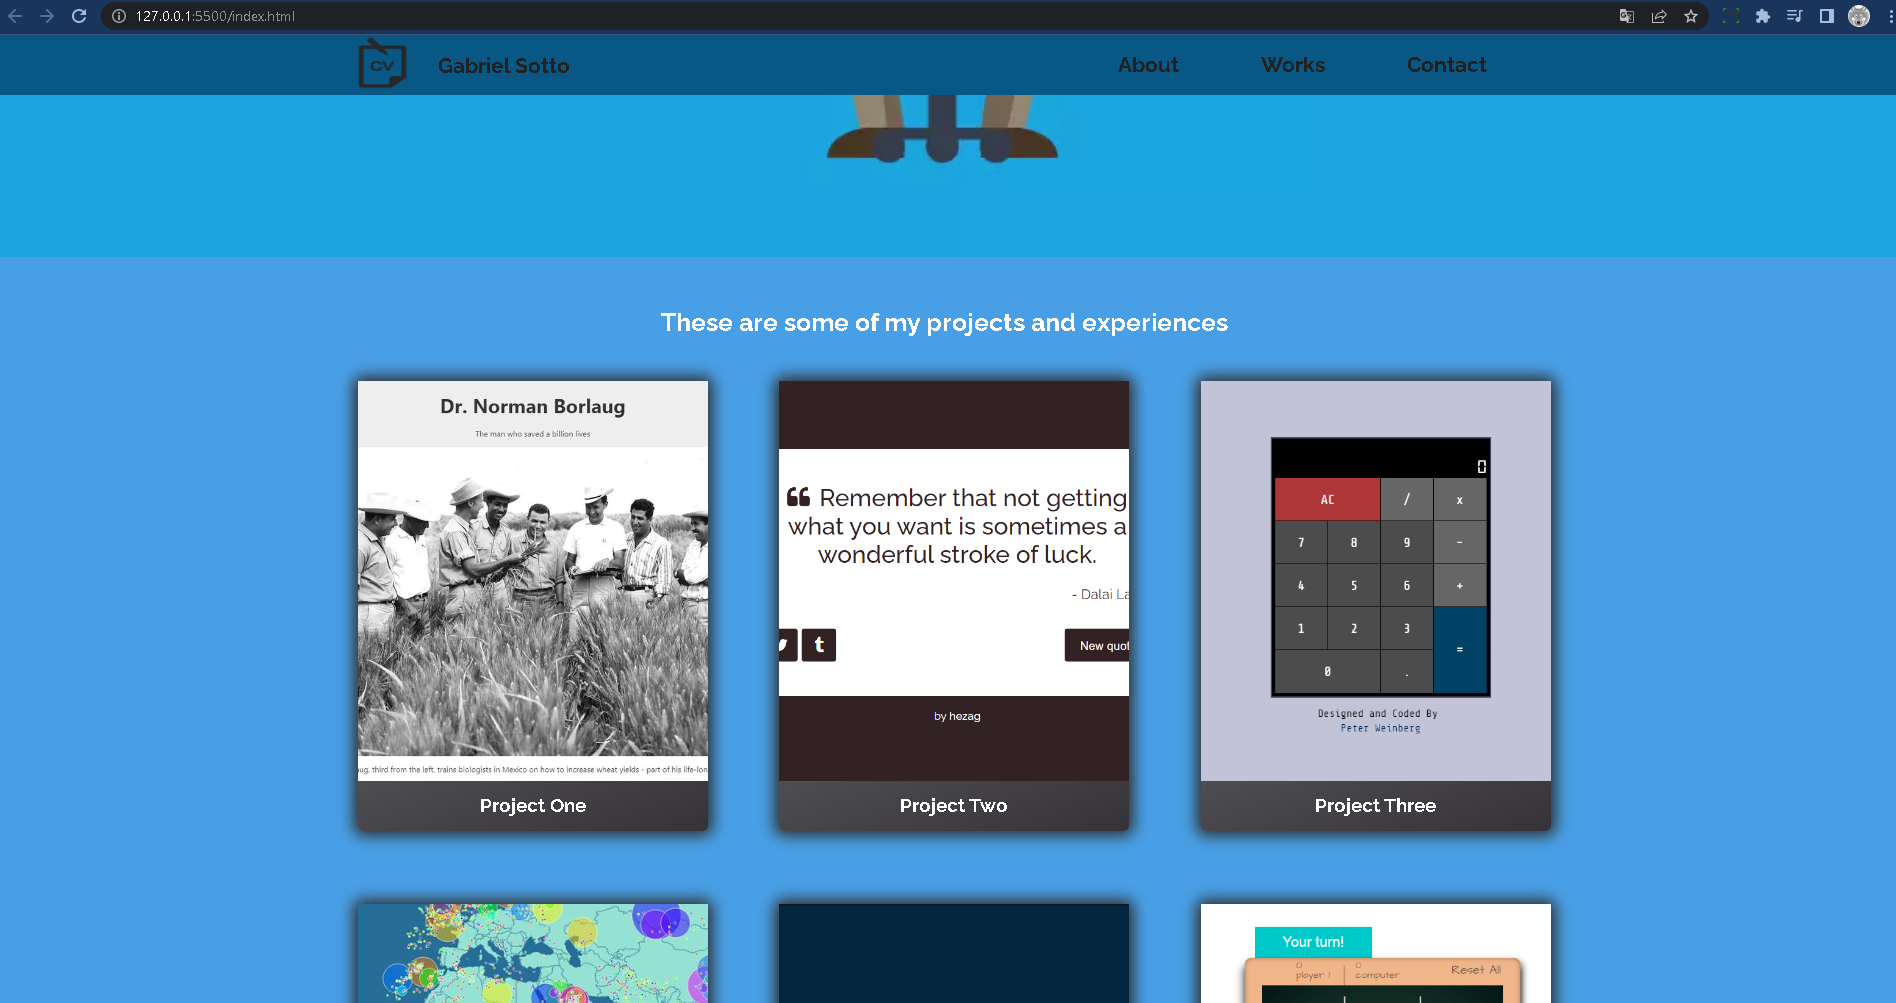 127.0.0.1:5500/index.html
CV
Gabriel Sotto
About
Works
Contact
These are some of my projects and experiences
Dr. Norman Borlaug
The man who saved a billion lives
aug, third from the left, trains biologists in Mexico on how to increase wheat yields - part of his life-lon
Project One
Remember that not getting
what you want is sometimes a
wonderful stroke of luck.
- Dalai La
t
New quot
by hezag
Project Two
0
AC / x
7 8 9 -
4 5 6 +
1 2 3 =
0 .
Designed and Coded By
Peter Weinberg
Project Three
Your turn!
0 0
player 1 computer Reset All